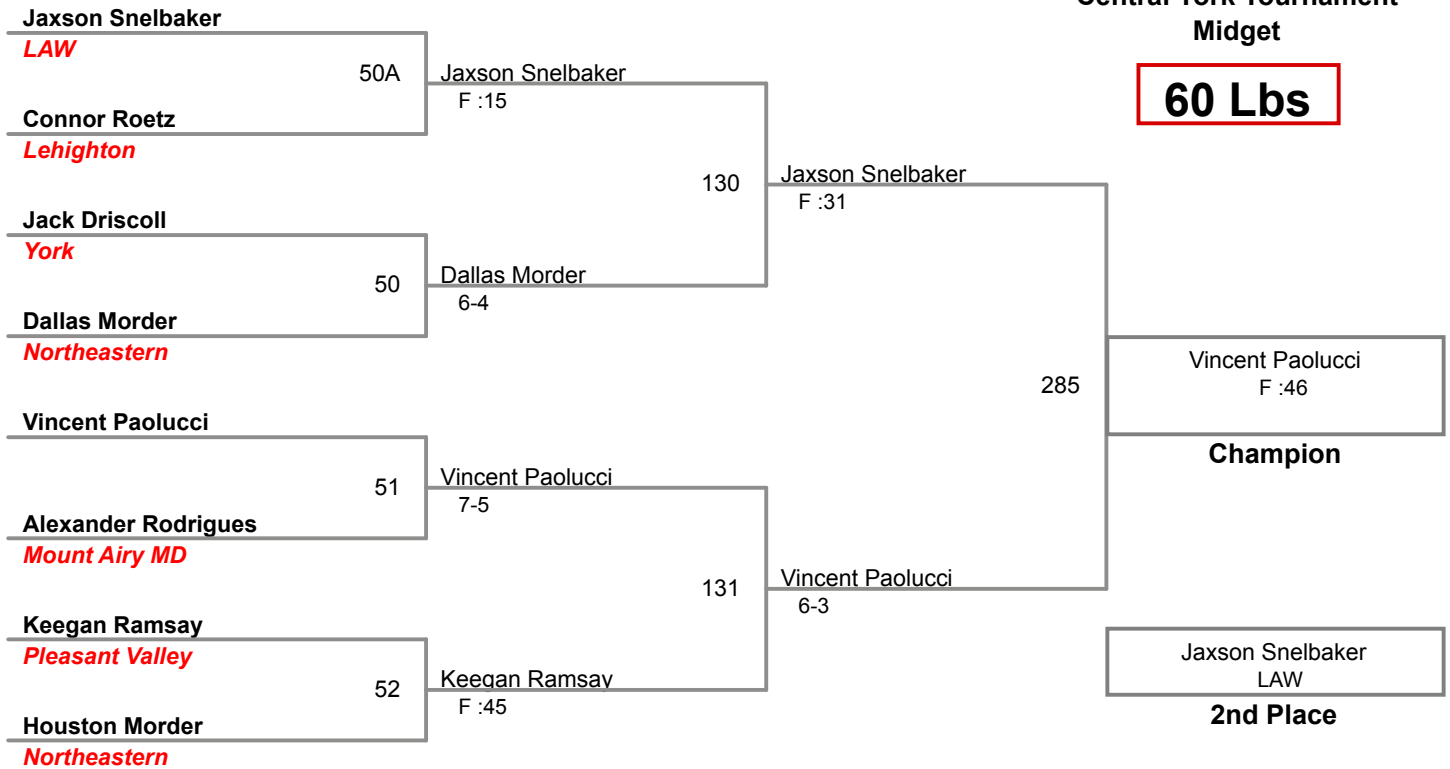 Central York Tournament
Midget
60 Lbs
Jaxson Snelbaker
LAW
50A
Connor Roetz
Lehighton
Jaxson Snelbaker
F :15
130
Jack Driscoll
York
50
Dallas Morder
Northeastern
Dallas Morder
6-4
Jaxson Snelbaker
F :31
285
Vincent Paolucci
51
Alexander Rodrigues
Mount Airy MD
Vincent Paolucci
7-5
131
Keegan Ramsay
Pleasant Valley
52
Houston Morder
Northeastern
Keegan Ramsay
F :45
Vincent Paolucci
6-3
Vincent Paolucci
F :46
Champion
Jaxson Snelbaker
LAW
2nd Place